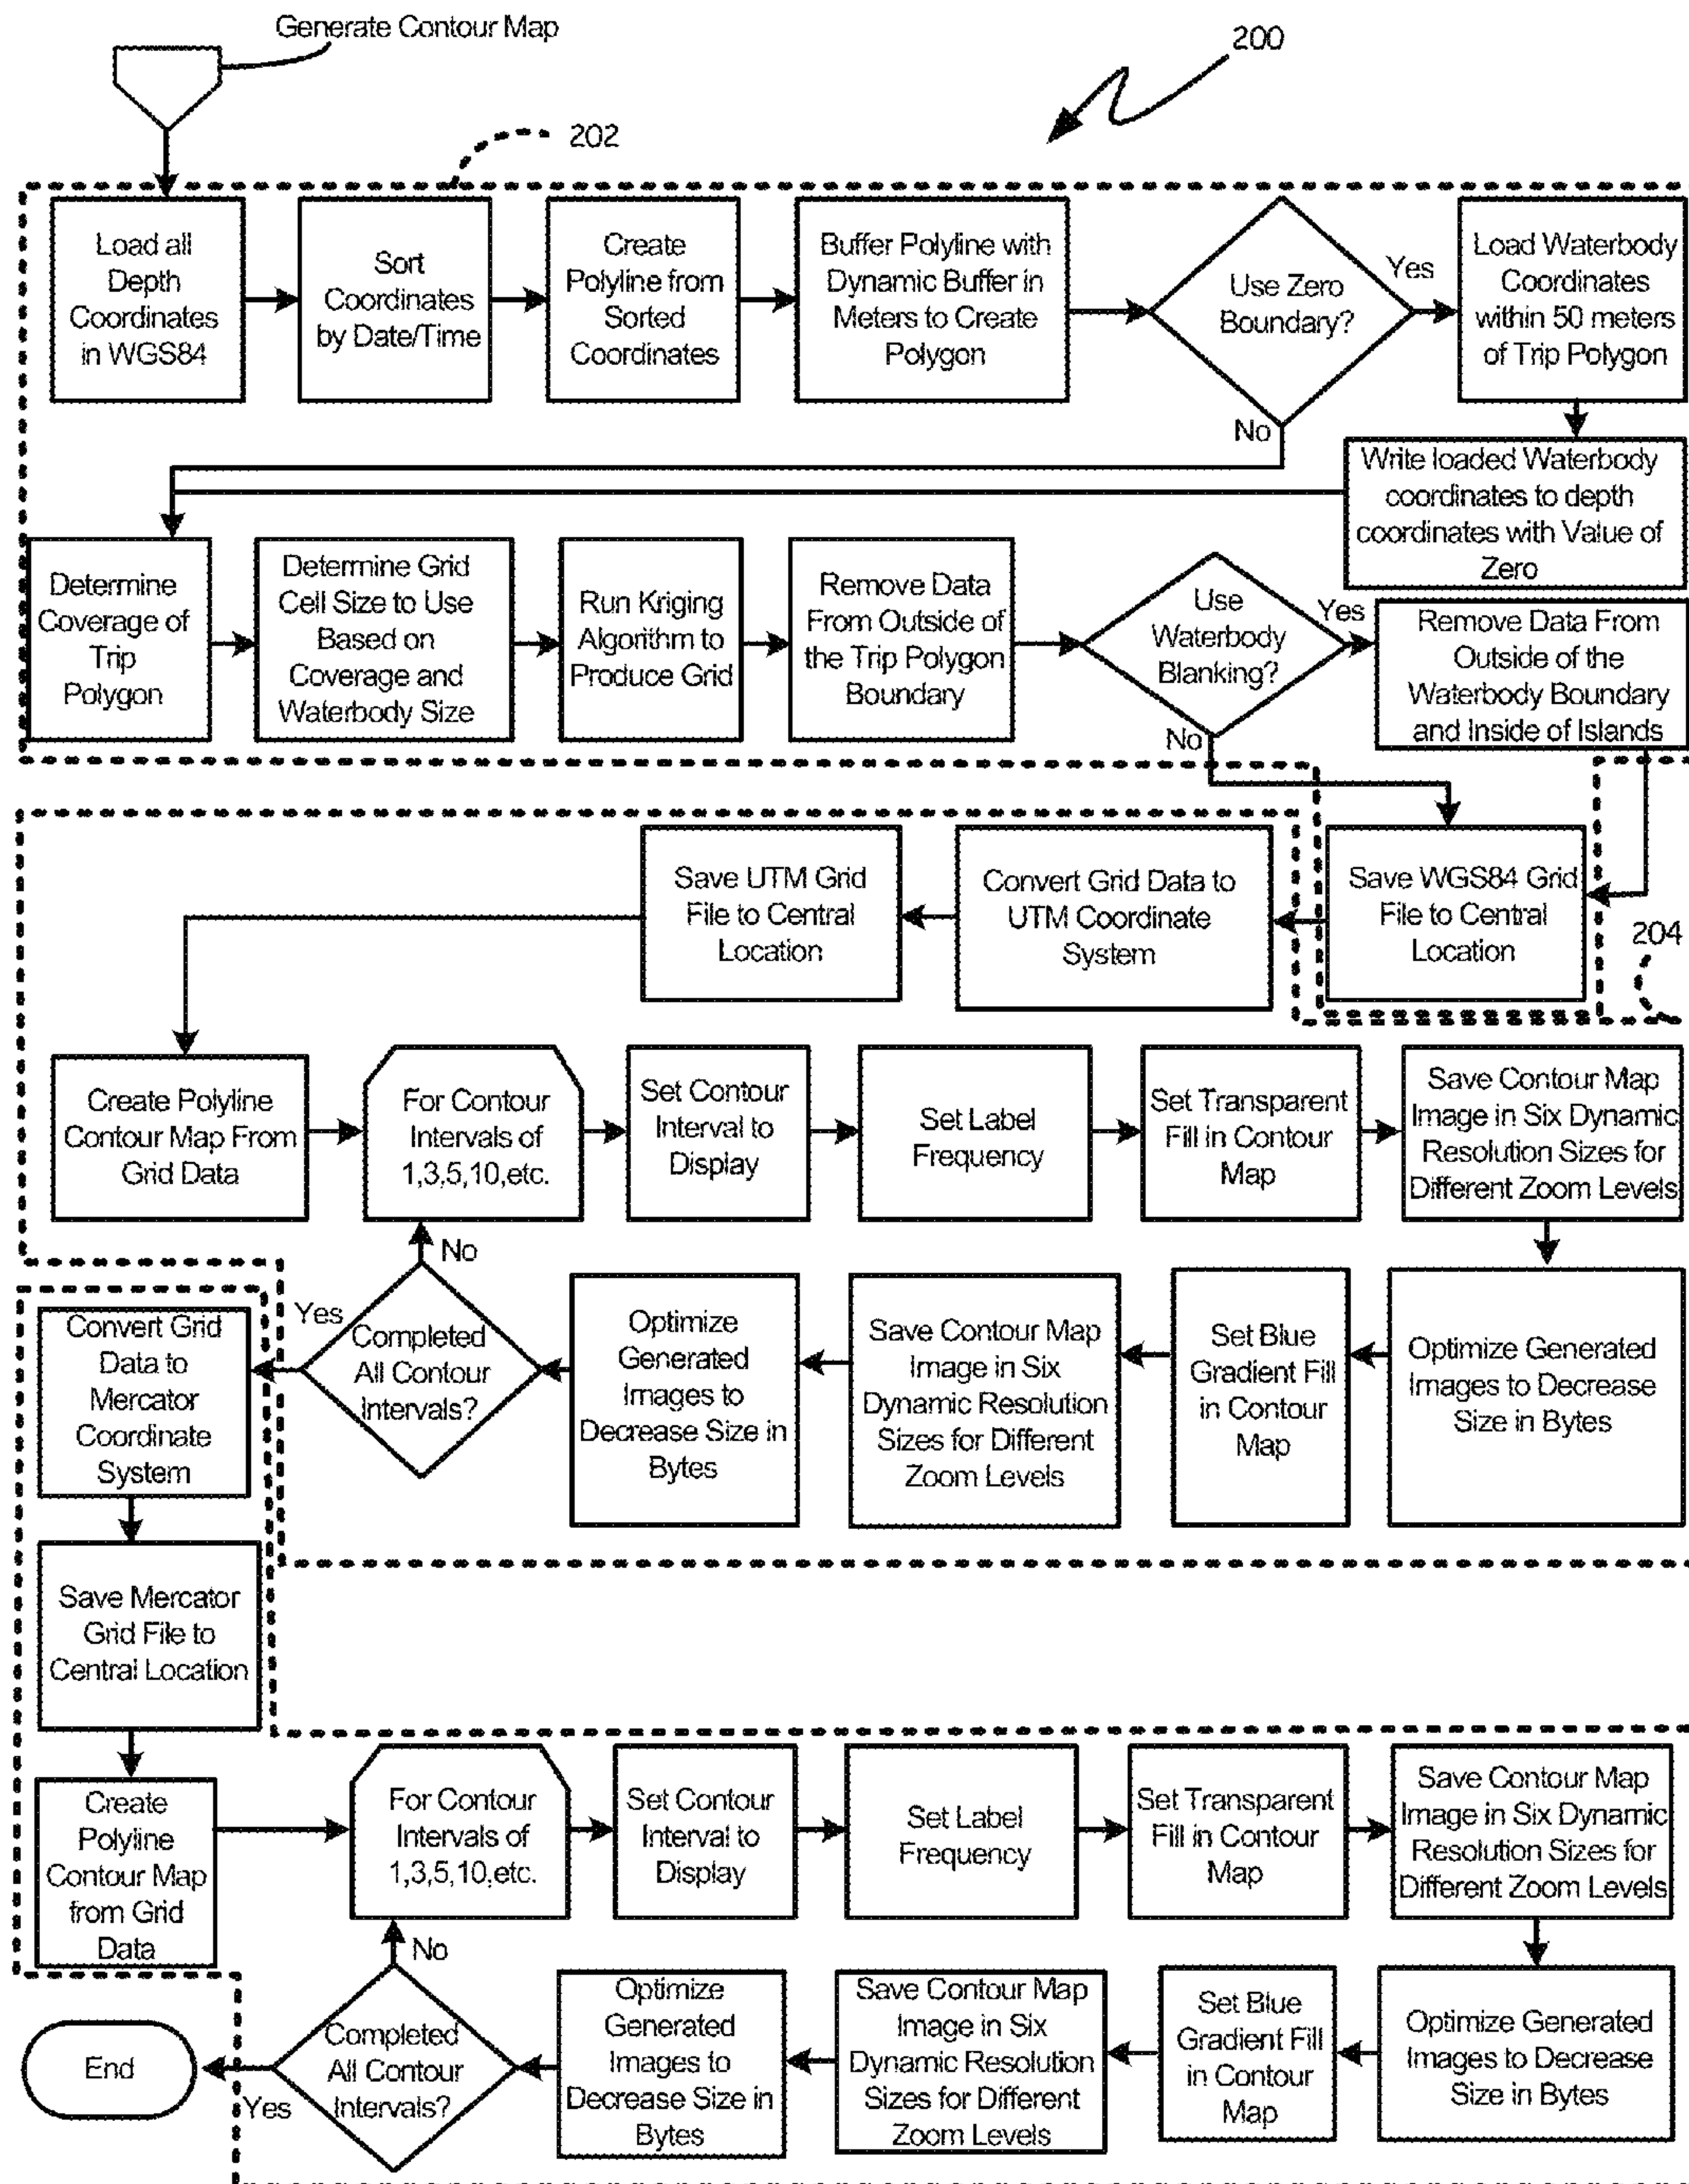 Generate Contour Map
200
202
Load all
Depth
Coordinates
in WGS84
Sort
Coordinates
by Date/Time
Create
Polyline from
Sorted
Coordinates
Buffer Polyline with
Dynamic Buffer in
Meters to Create
Polygon
Use Zero
Boundary?
Yes
No
Load Waterbody
Coordinates
within 50 meters
of Trip Polygon
Write loaded Waterbody
coordinates to depth
coordinates with Value of
Zero
Determine
Coverage of
Trip
Polygon
Determine Grid
Cell Size to Use
Based on
Coverage and
Waterbody Size
Run Kriging
Algorithm to
Produce Grid
Remove Data
From Outside of
the Trip Polygon
Boundary
Use
Waterbody
Blanking?
Yes
No
Remove Data From
Outside of the
Waterbody Boundary
and Inside of Islands
Save WGS84 Grid
File to Central
Location
204
Convert Grid Data to
UTM Coordinate
System
Save UTM Grid
File to Central
Location
Create Polyline
Contour Map From
Grid Data
For Contour
Intervals of
1,3,5,10,etc.
Set Contour
Interval to
Display
Set Label
Frequency
Set Transparent
Fill in Contour
Map
Save Contour Map
Image in Six Dynamic
Resolution Sizes for
Different Zoom Levels
Optimize Generated
Images to Decrease
Size in Bytes
Set Blue
Gradient Fill
in Contour
Map
Save Contour Map
Image in Six
Dynamic Resolution
Sizes for Different
Zoom Levels
Optimize
Generated
Images to
Decrease Size in
Bytes
Completed
All Contour
Intervals?
No
Yes
Convert Grid
Data to
Mercator
Coordinate
System
Save Mercator
Grid File to
Central Location
Create
Polyline
Contour Map
from Grid
Data
For Contour
Intervals of
1,3,5,10,etc.
Set Contour
Interval to
Display
Set Label
Frequency
Set Transparent
Fill in Contour
Map
Save Contour Map
Image in Six Dynamic
Resolution Sizes for
Different Zoom Levels
Optimize Generated
Images to Decrease
Size in Bytes
Set Blue
Gradient Fill
in Contour
Map
Save Contour Map
Image in Six
Dynamic Resolution
Sizes for Different
Zoom Levels
Optimize
Generated
Images to
Decrease Size in
Bytes
Completed
All Contour
Intervals?
No
Yes
End